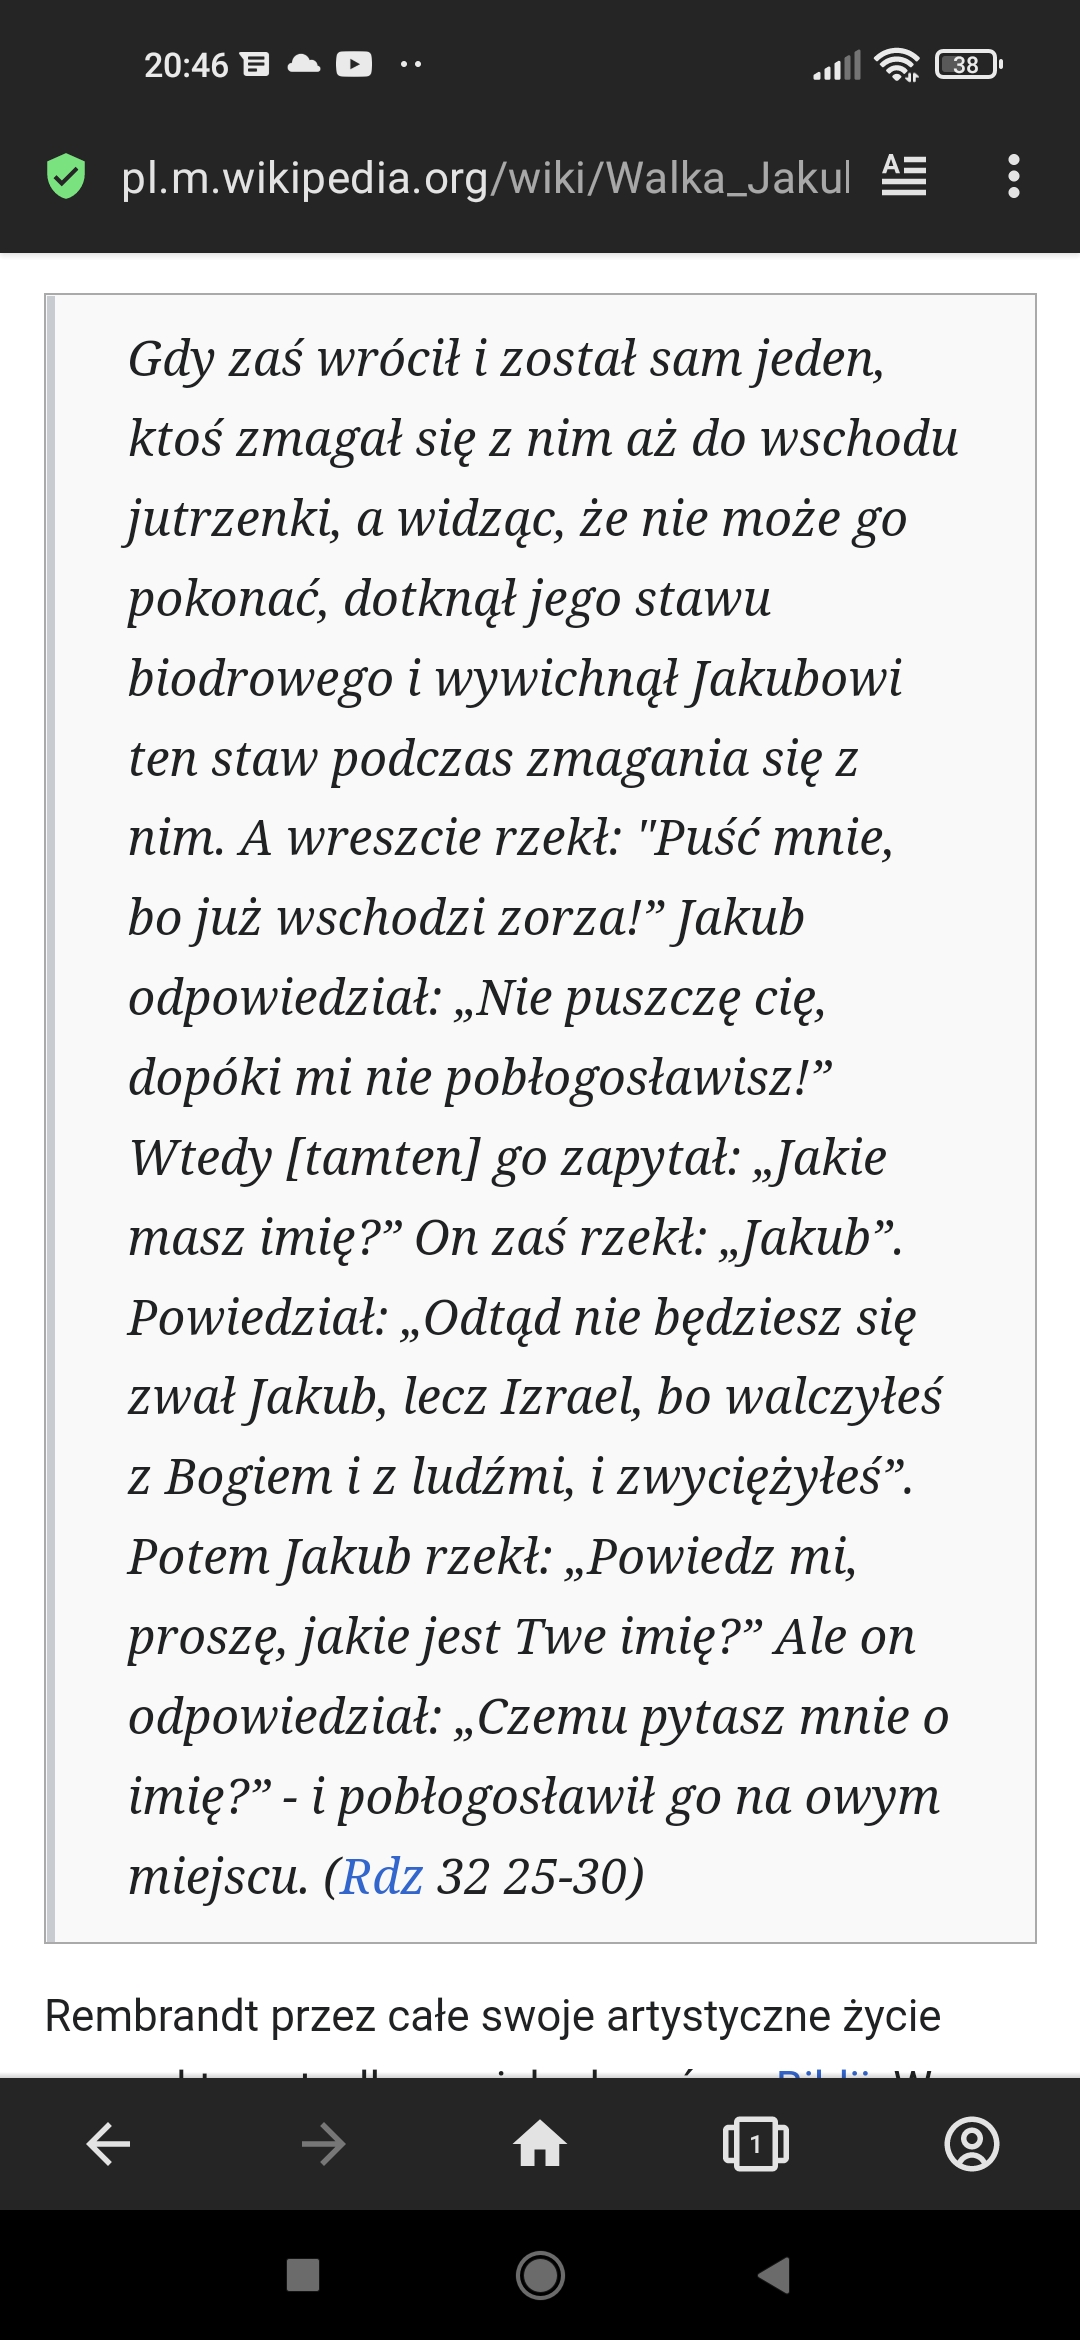 20:46
38
pl.m.wikipedia.org/wiki/Walka_Jakul
Gdy zaś wrócił i został sam jeden,
ktoś zmagał się z nim aż do wschodu
jutrzenki, a widząc, że nie może go
pokonać, dotknął jego stawu
biodrowego i wywichnął Jakubowi
ten staw podczas zmagania się z
nim. A wreszcie rzekł: "Puść mnie,
bo już wschodzi zorza!” Jakub
odpowiedział: „Nie puszczę cię,
dopóki mi nie pobłogosławisz!”
Wtedy [tamten] go zapytał: „Jakie
masz imię?” On zaś rzekł: „Jakub”.
Powiedział: „Odtąd nie będziesz się
zwał Jakub, lecz Izrael, bo walczyłeś
z Bogiem i z ludźmi, i zwyciężyłeś”.
Potem Jakub rzekł: „Powiedz mi,
proszę, jakie jest Twe imię?” Ale on
odpowiedział: „Czemu pytasz mnie o
imię?” - i pobłogosławił go na owym
miejscu. (Rdz 32 25-30)
Rembrandt przez całe swoje artystyczne życie
Biblii. W
1